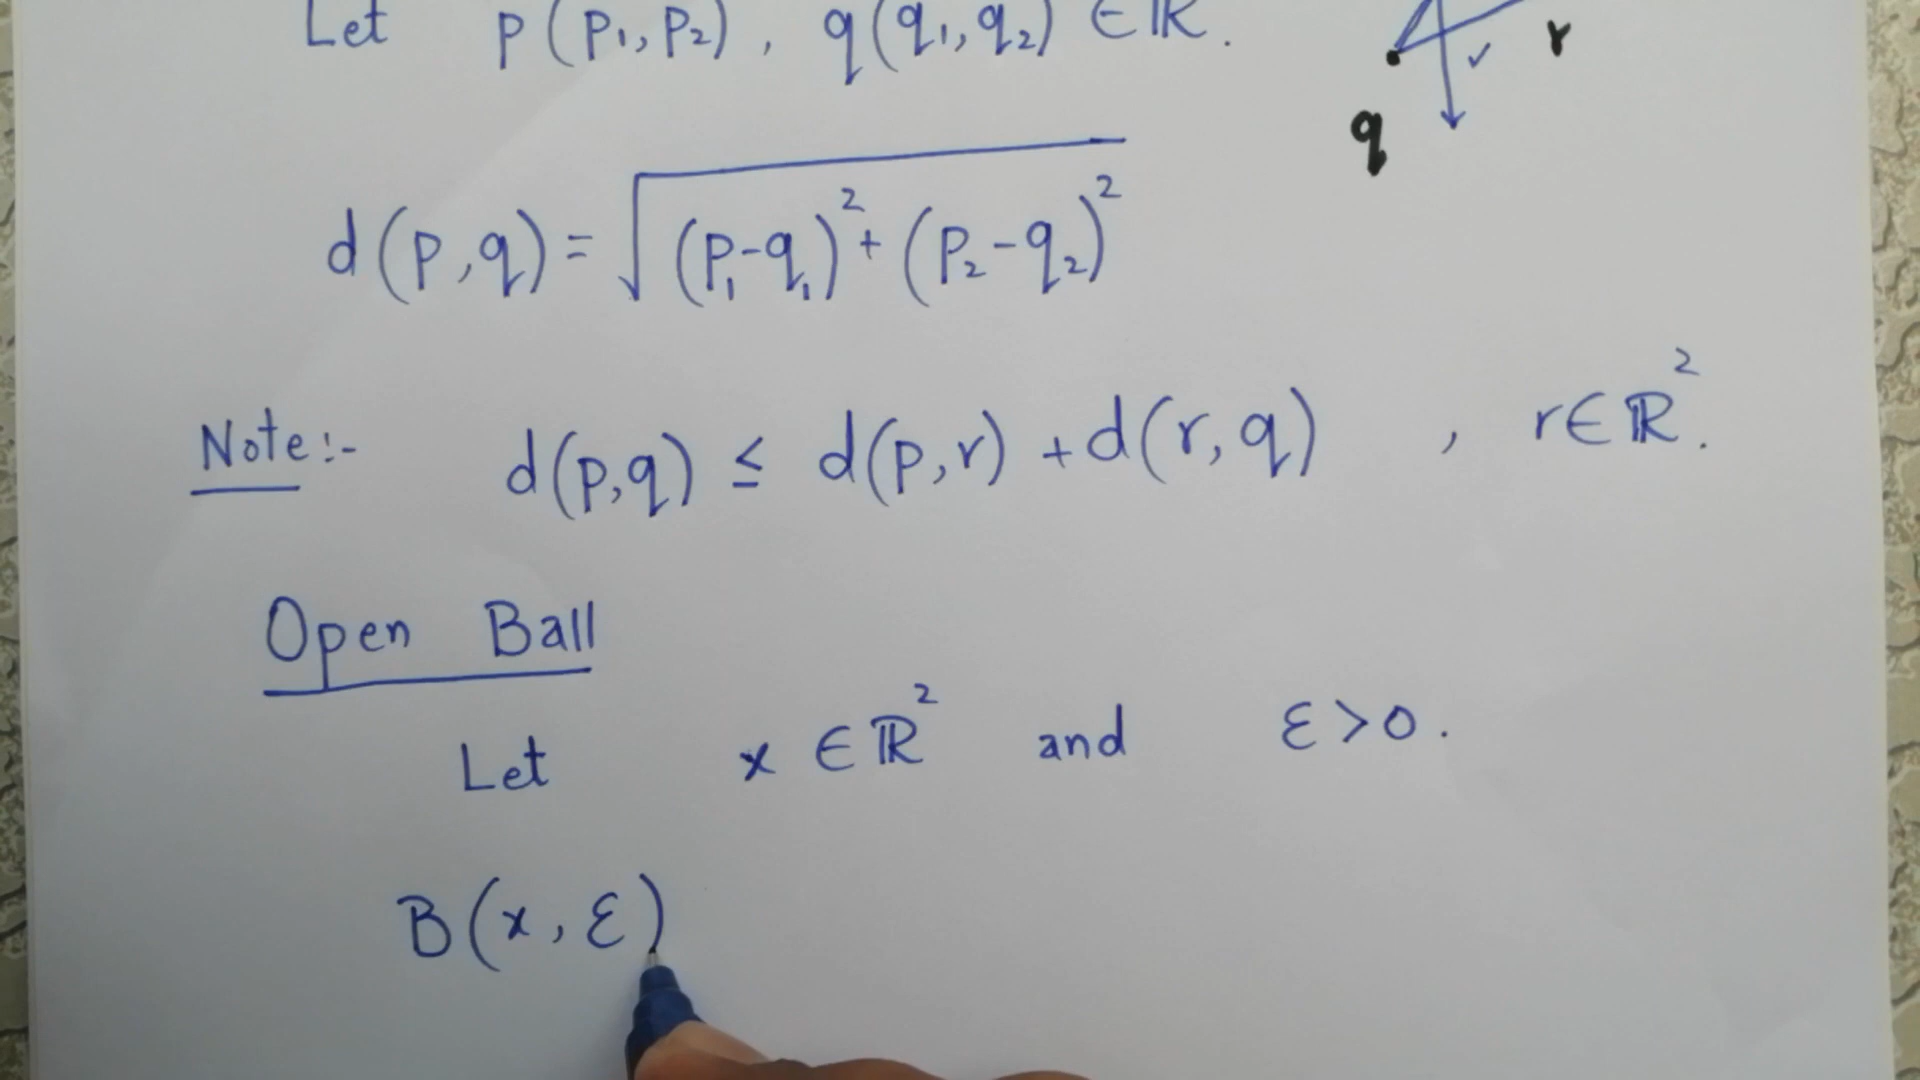 Let p(p₁,p₂), q(q₁,q₂) ∈ ℝ.
r
q
d(p,q) = √((p₁-q₁)² + (p₂-q₂)²)
Note:- d(p,q) ≤ d(p,r) + d(r,q) , r∈ℝ².
Open Ball
Let x ∈ ℝ² and ε>0.
B(x,ε)